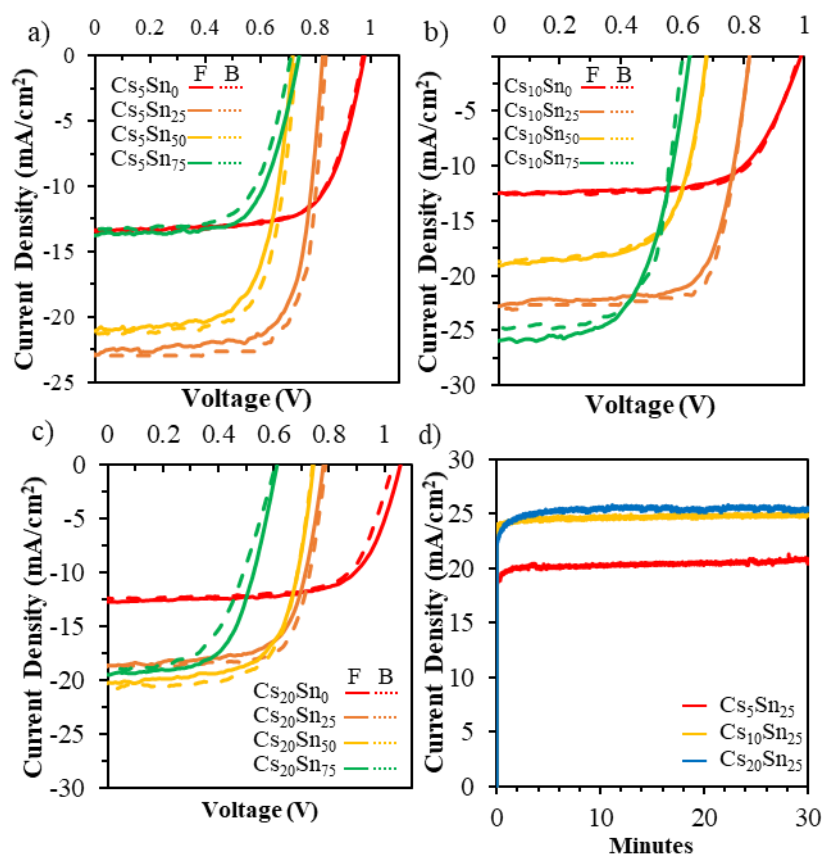 a)
0 0.2 0.4 0.6 0.8 1
0
-5
-10
-15
-20
-25
Current Density (mA/cm²)
Voltage (V)
F B
Cs₅Sn₀
Cs₅Sn₂₅
Cs₅Sn₅₀
Cs₅Sn₇₅
b)
0 0.2 0.4 0.6 0.8 1
0
-5
-10
-15
-20
-25
-30
Current Density (mA/cm²)
Voltage (V)
F B
Cs₁₀Sn₀
Cs₁₀Sn₂₅
Cs₁₀Sn₅₀
Cs₁₀Sn₇₅
c)
0 0.2 0.4 0.6 0.8 1
0
-5
-10
-15
-20
-25
-30
Current Density (mA/cm²)
Voltage (V)
F B
Cs₂₀Sn₀
Cs₂₀Sn₂₅
Cs₂₀Sn₅₀
Cs₂₀Sn₇₅
d)
30
25
20
15
10
5
0
Current Density (mA/cm²)
0 10 20 30
Minutes
Cs₅Sn₂₅
Cs₁₀Sn₂₅
Cs₂₀Sn₂₅